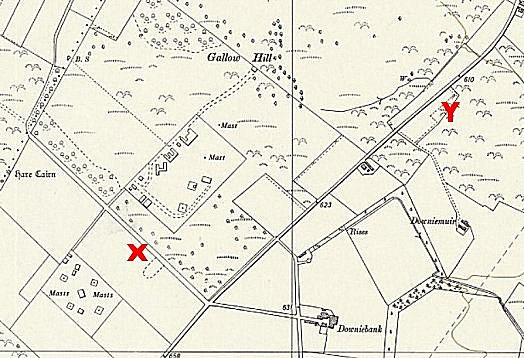 B. S
Gallow Hill
W
610
Y
Mast
Mast
Hare Cairn
623
Downiemuir
Rises
X
Masts Masts
631
Downiebank
658